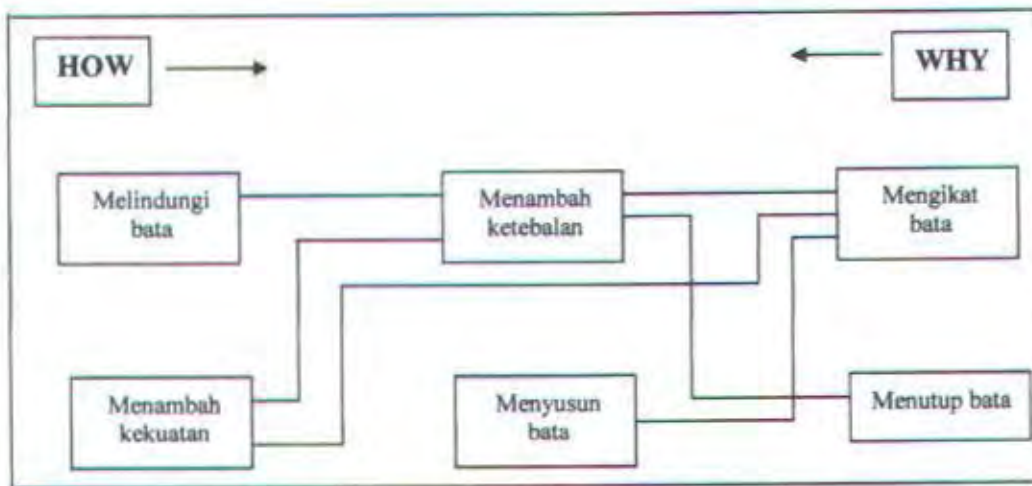 HOW
WHY
Melindungi
bata
Menambah
ketebalan
Mengikat
bata
Menambah
kekuatan
Menyusun
bata
Menutup bata